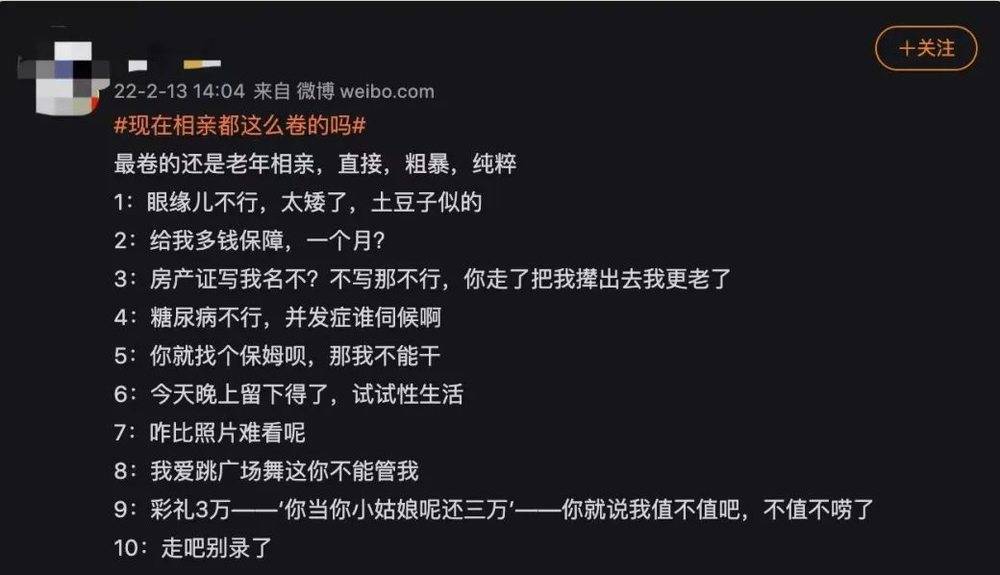 +关注
22-2-13 14:04 来自 微博 weibo.com
#现在相亲都这么卷的吗#
最卷的还是老年相亲，直接，粗暴，纯粹
1：眼缘儿不行，太矮了，土豆子似的
2：给我多钱保障，一个月？
3：房产证写我名不？不写那不行，你走了把我撵出去我更老了
4：糖尿病不行，并发症谁伺候啊
5：你就找个保姆呗，那我不能干
6：今天晚上留下得了，试试性生活
7：咋比照片难看呢
8：我爱跳广场舞这你不能管我
9：彩礼3万——‘你当你小姑娘呢还三万’——你就说我值不值吧，不值不唠了
10：走吧别录了